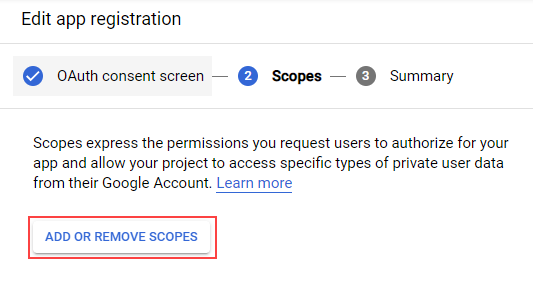 Edit app registration
OAuth consent screen — 2 Scopes — 3 Summary
Scopes express the permissions you request users to authorize for your
app and allow your project to access specific types of private user data
from their Google Account. Learn more
ADD OR REMOVE SCOPES